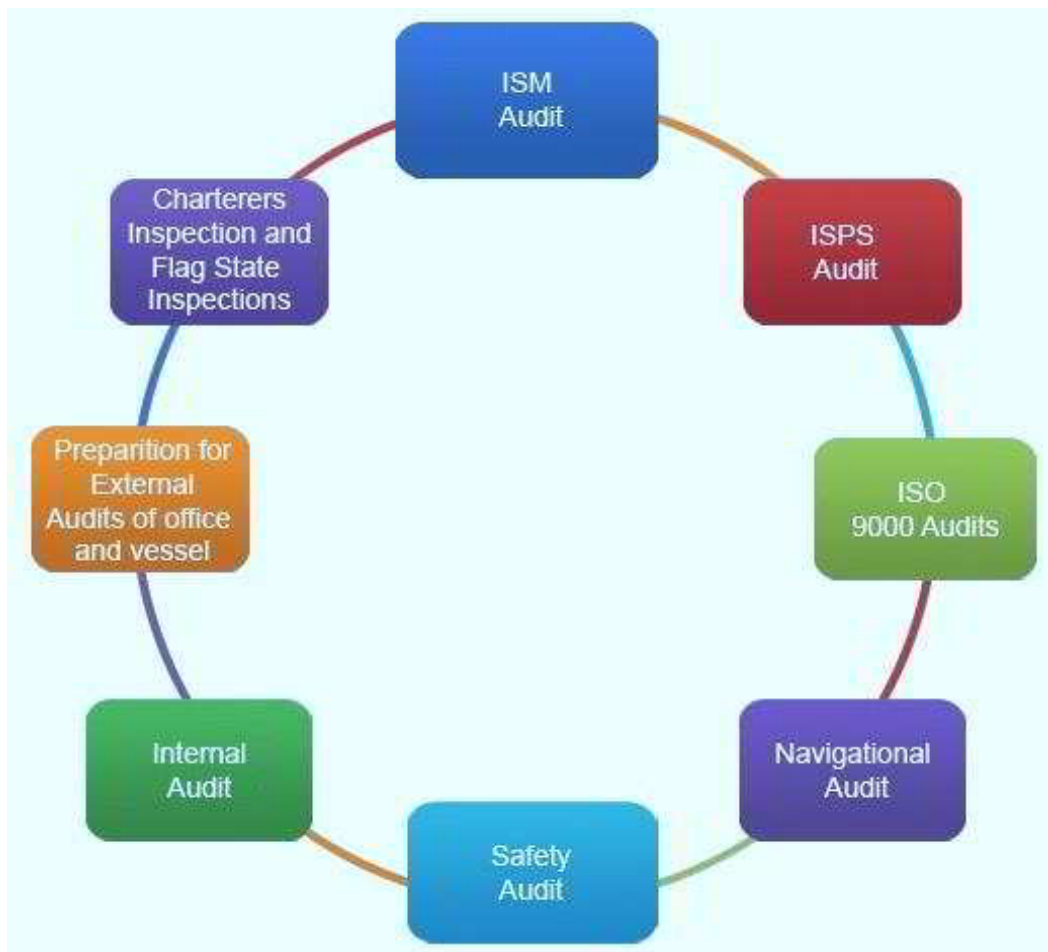 ISM
Audit
ISPS
Audit
ISO
9000 Audits
Navigational
Audit
Safety
Audit
Internal
Audit
Preparition for
External
Audits of office
and vessel
Charterers
Inspection and
Flag State
Inspections